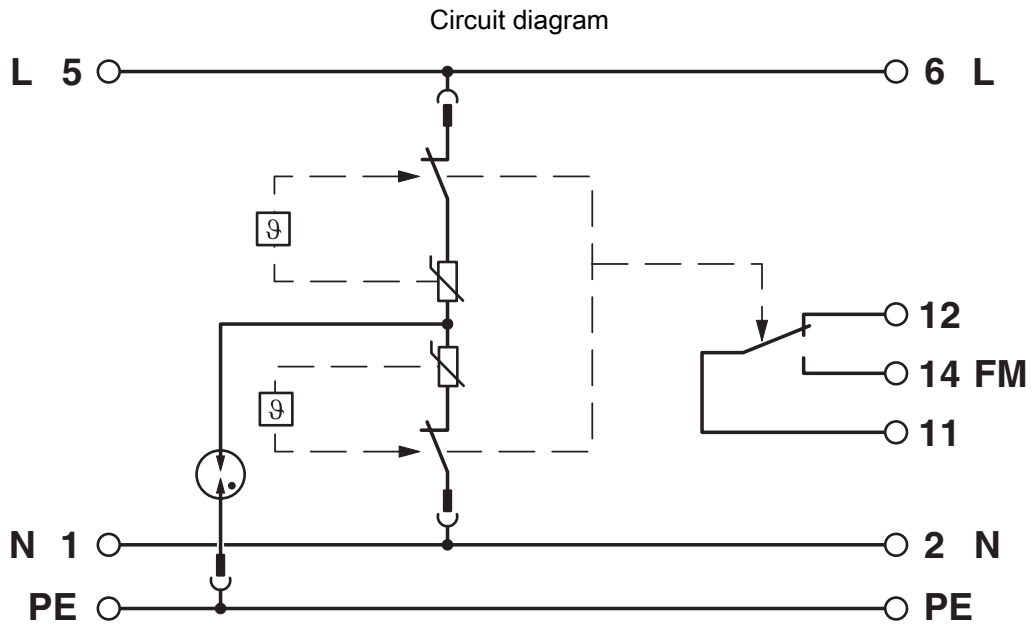 Circuit diagram
L 5 6 L
ϑ
12
14 FM
ϑ
11
N 1 2 N
PE PE